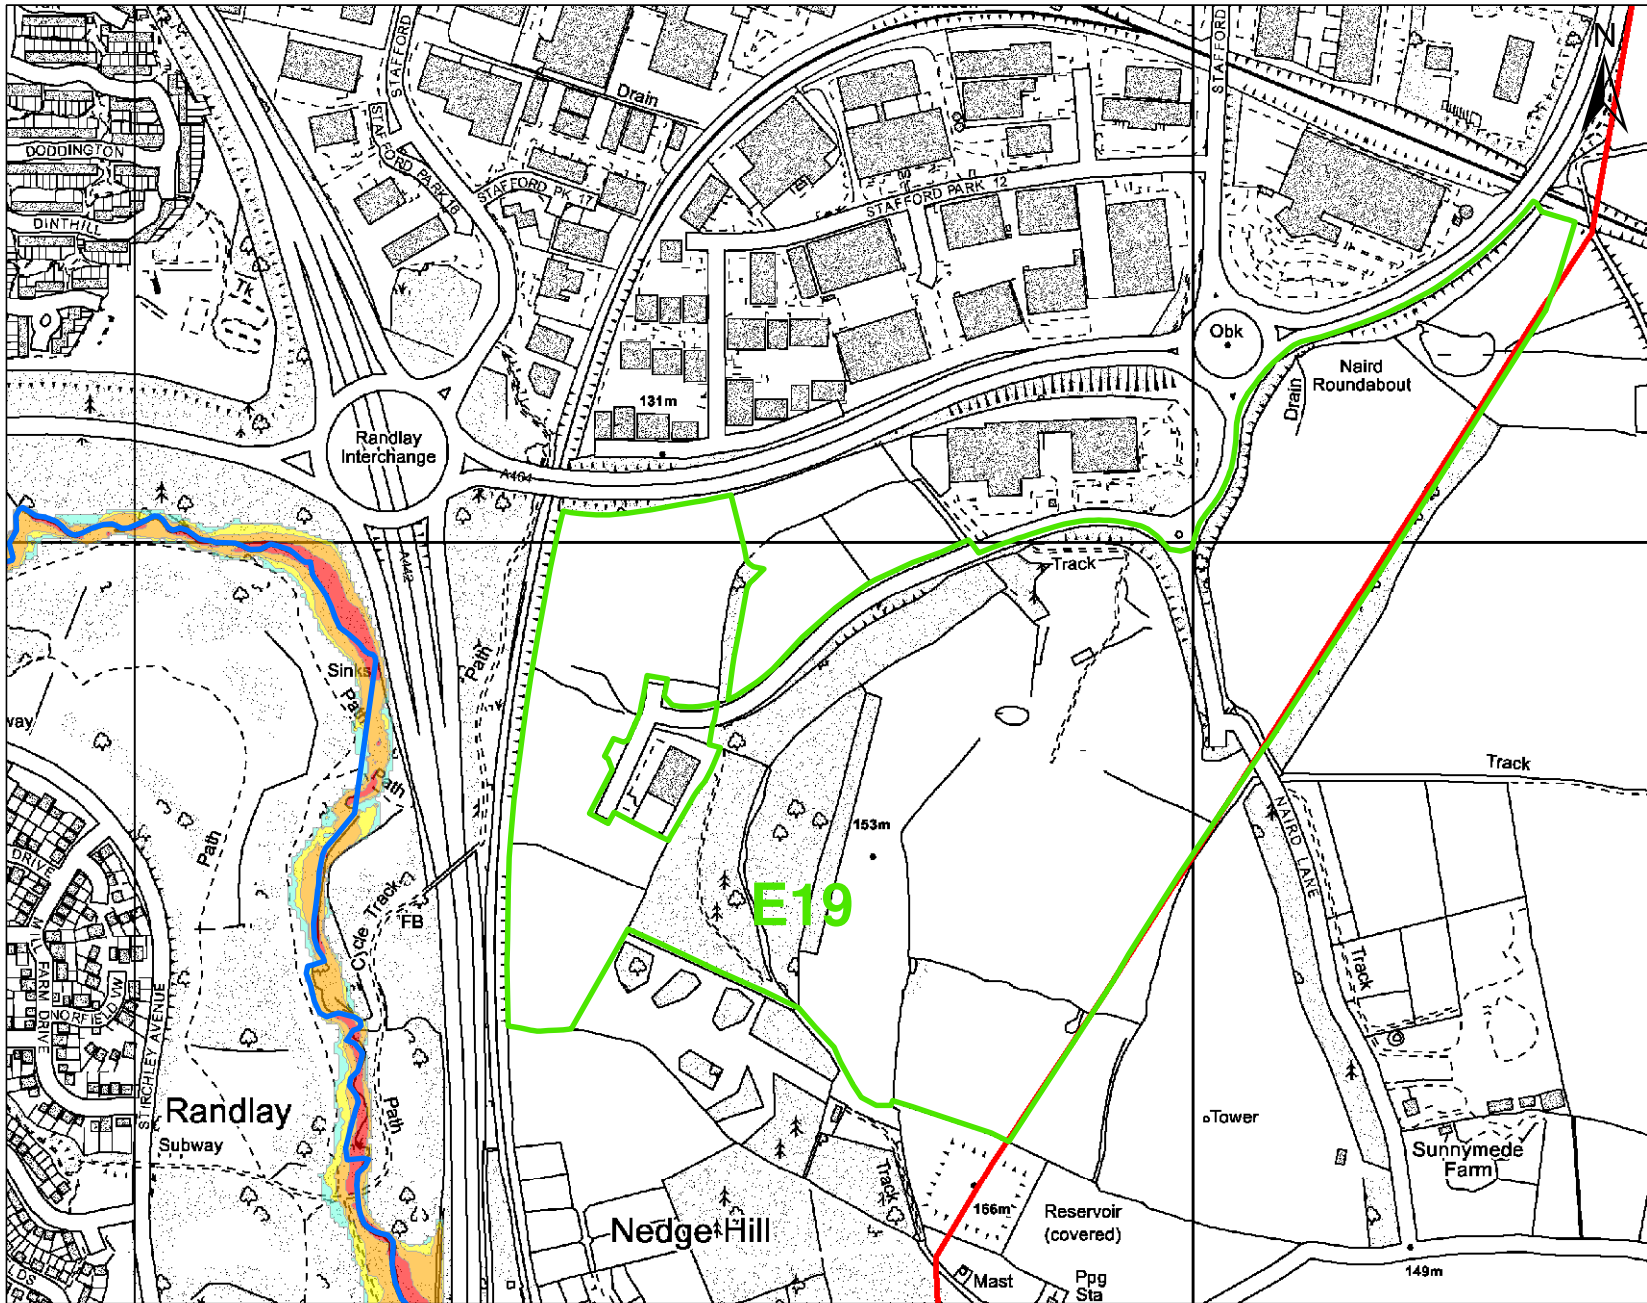 STAFFORD
STAFFORD
N
Drain
DODDINGTON
STAFFORD PARK 18
STAFFORD PK 17
STAFFORD PARK 12
DINTHILL
TK
Obk
Naird
Roundabout
Drain
131m
Randlay
Interchange
A464
A442
Track
Path
Sinks
Path
way
Path
Track
153m
NAIRD LANE
DRIVE
Path
E19
Cycle Track
FB
MILL
FARM DRIVE
NORFIELD VW
STIRCHLEY AVENUE
Track
Randlay
Subway
Path
Tower
Sunnymede
Farm
Track
166m
Reservoir
(covered)
Nedge Hill
Mast
Ppg
Sta
149m